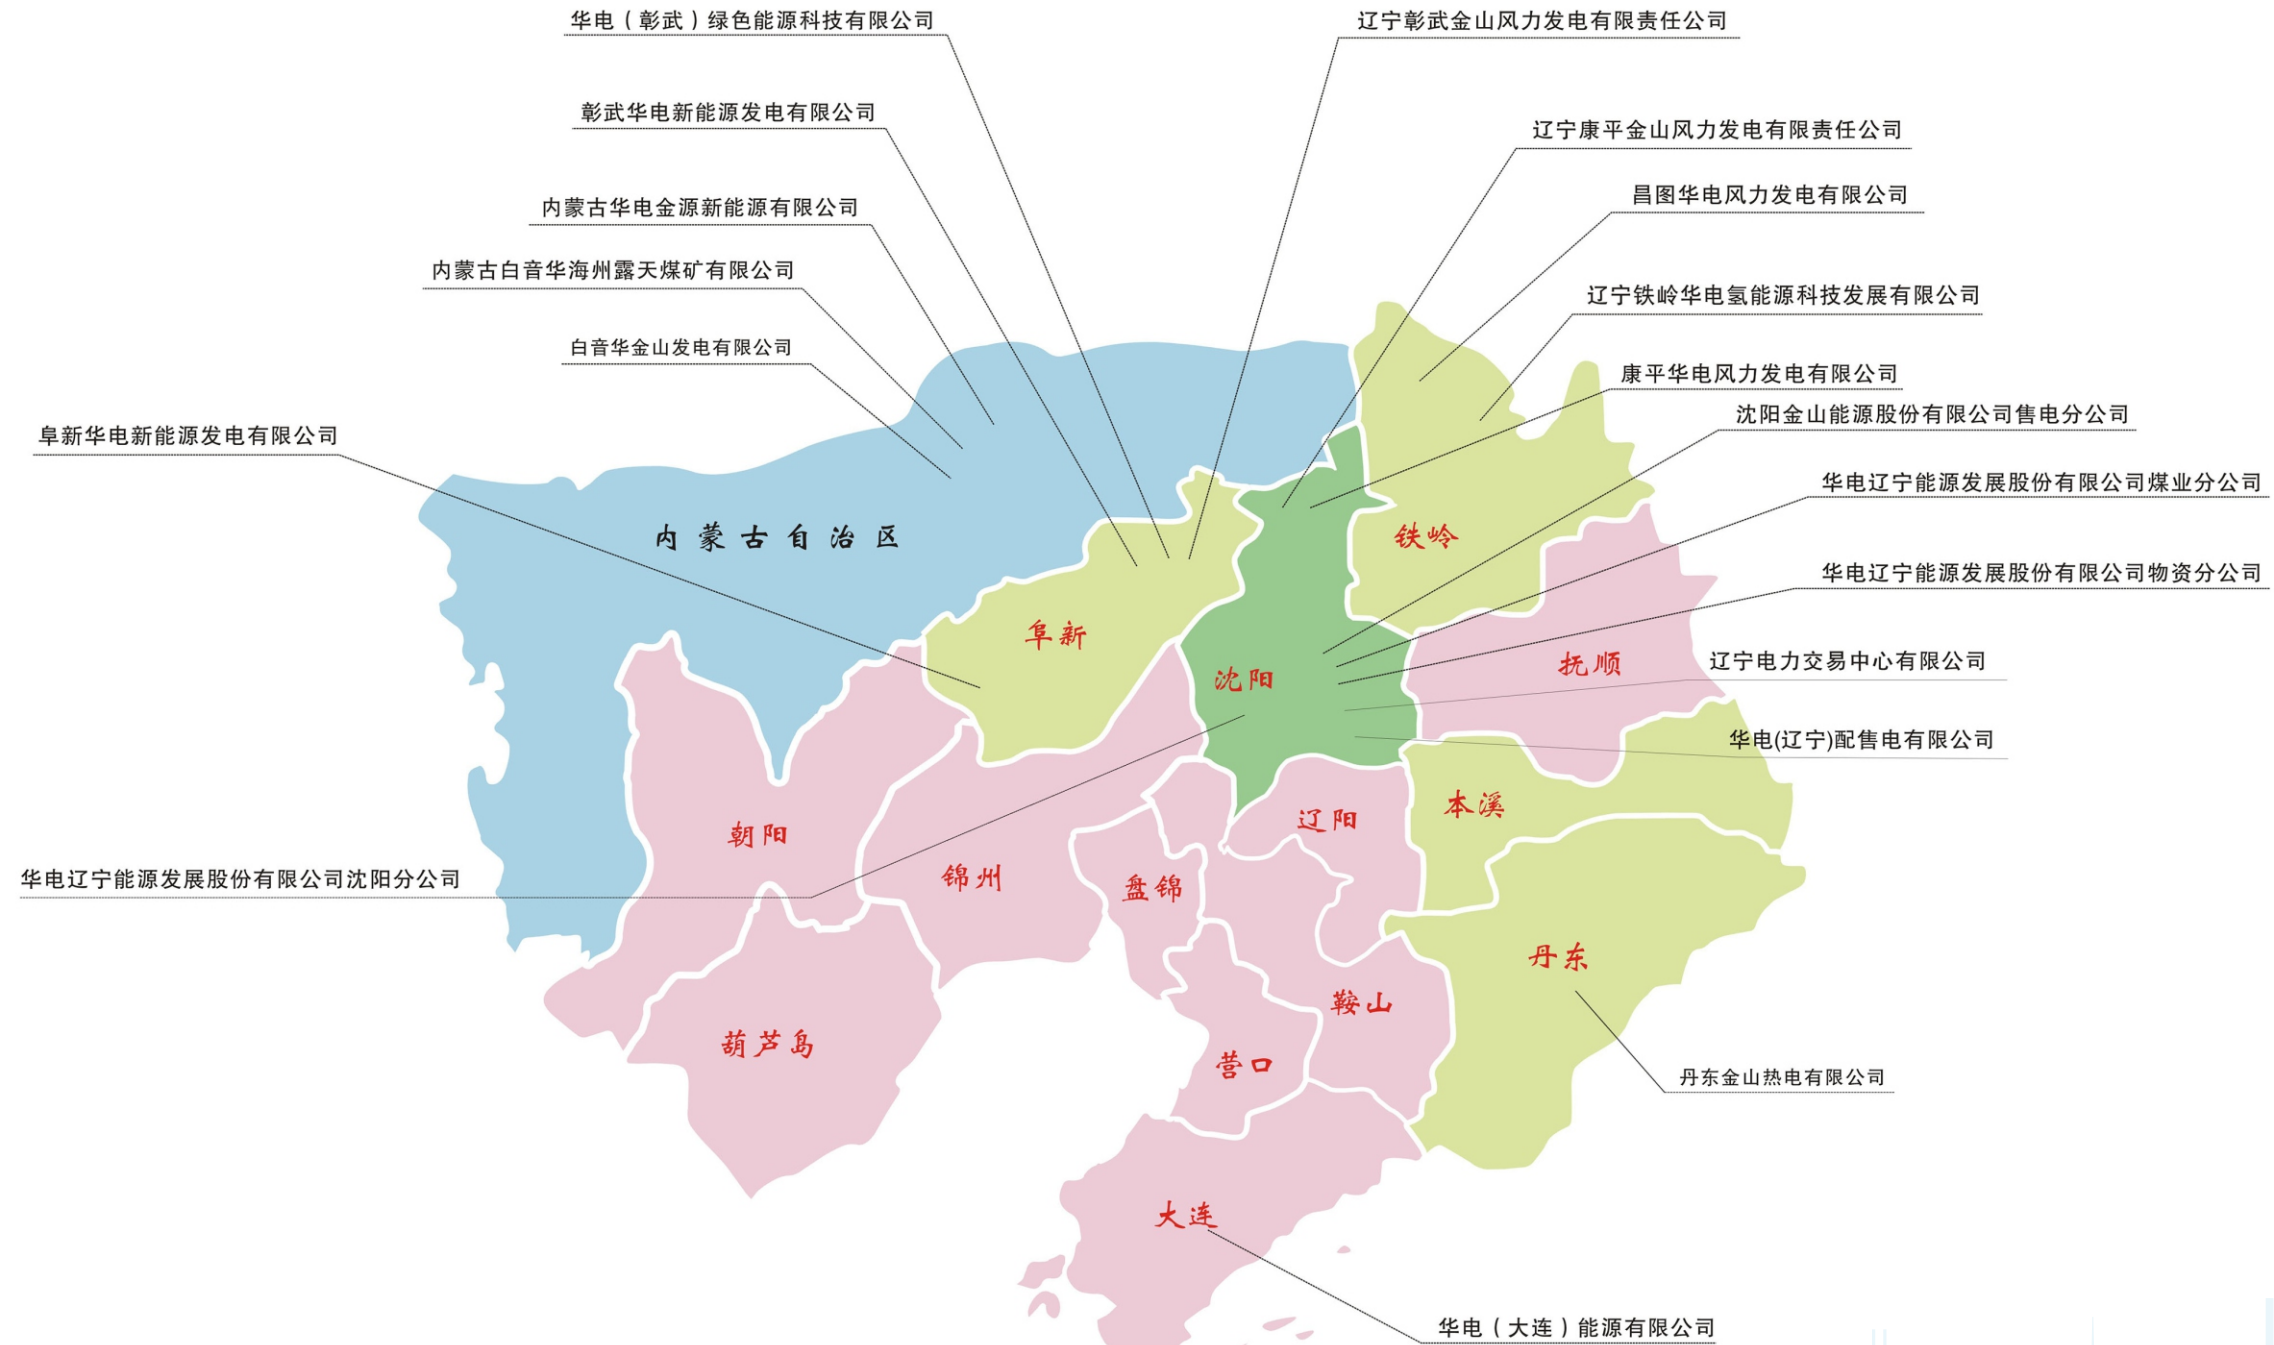 华电（彰武）绿色能源科技有限公司
辽宁彰武金山风力发电有限责任公司
彰武华电新能源发电有限公司
辽宁康平金山风力发电有限责任公司
昌图华电风力发电有限公司
内蒙古华电金源新能源有限公司
内蒙古白音华海州露天煤矿有限公司
辽宁铁岭华电氢能源科技发展有限公司
白音华金山发电有限公司
康平华电风力发电有限公司
沈阳金山能源股份有限公司售电分公司
阜新华电新能源发电有限公司
华电辽宁能源发展股份有限公司煤业分公司
内蒙古自治区
铁岭
华电辽宁能源发展股份有限公司物资分公司
阜新
抚顺
辽宁电力交易中心有限公司
沈阳
华电(辽宁)配售电有限公司
本溪
辽阳
朝阳
华电辽宁能源发展股份有限公司沈阳分公司
锦州
盘锦
丹东
鞍山
葫芦岛
营口
丹东金山热电有限公司
大连
华电（大连）能源有限公司